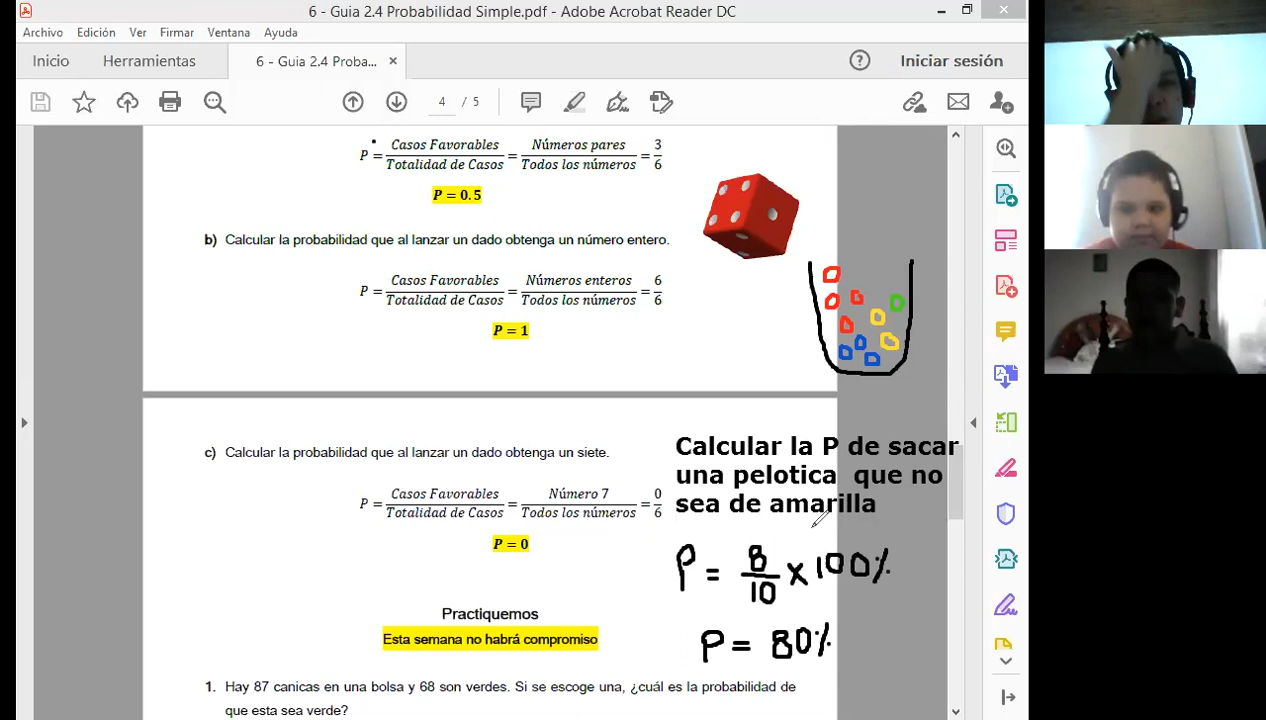 6 - Guia 2.4 Probabilidad Simple.pdf - Adobe Acrobat Reader DC
Archivo Edición Ver Firmar Ventana Ayuda
Inicio Herramientas 6 - Guia 2.4 Proba... × Iniciar sesión
4 / 5
P = Casos Favorables / Totalidad de Casos = Números pares / Todos los números = 3 / 6
P = 0.5
b) Calcular la probabilidad que al lanzar un dado obtenga un número entero.
P = Casos Favorables / Totalidad de Casos = Números enteros / Todos los números = 6 / 6
P = 1
c) Calcular la probabilidad que al lanzar un dado obtenga un siete.
P = Casos Favorables / Totalidad de Casos = Número 7 / Todos los números = 0 / 6
P = 0
Calcular la P de sacar
una pelotica que no
sea de amarilla
P = 8 / 10 x 100%
P = 80%
Practiquemos
Esta semana no habrá compromiso
1. Hay 87 canicas en una bolsa y 68 son verdes. Si se escoge una, ¿cuál es la probabilidad de
que esta sea verde?